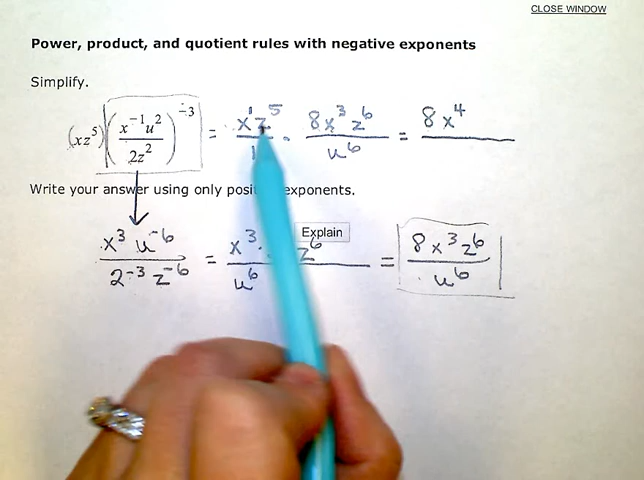 CLOSE WINDOW
Power, product, and quotient rules with negative exponents
Simplify.
(xz⁵)(x⁻¹u²/2z²)⁻³ = x¹z⁵/1 · 8x³z⁶/u⁶ = 8x⁴
Write your answer using only exponents.
x³u⁻⁶/2⁻³z⁻⁶ = x³· z⁶/u⁶ = 8x³z⁶/u⁶
Explain